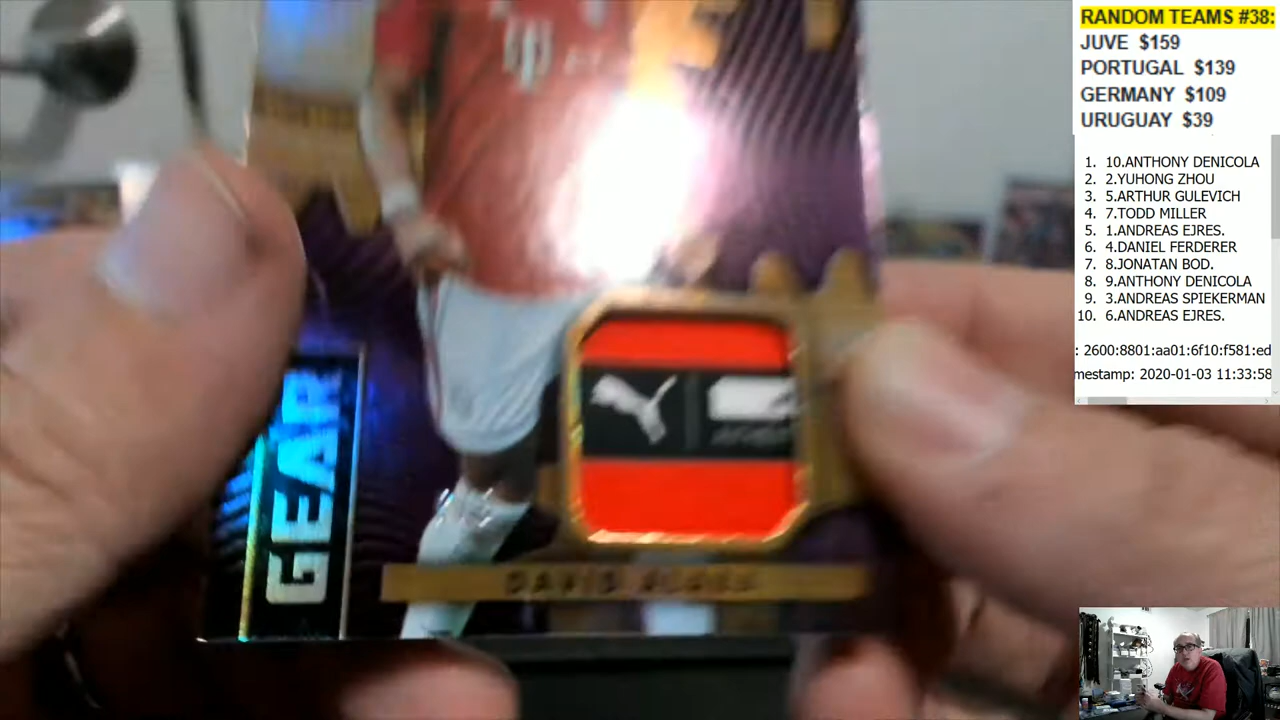 RANDOM TEAMS #38:
JUVE $159
PORTUGAL $139
GERMANY $109
URUGUAY $39
1. 10.ANTHONY DENICOLA
2. 2.YUHONG ZHOU
3. 5.ARTHUR GULEVICH
4. 7.TODD MILLER
5. 1.ANDREAS EJRES.
6. 4.DANIEL FERDERER
7. 8.JONATAN BOD.
8. 9.ANTHONY DENICOLA
9. 3.ANDREAS SPIEKERMAN
10. 6.ANDREAS EJRES.
: 2600:8801:aa01:6f10:f581:ed
mestamp: 2020-01-03 11:33:58
GEAR
DAVID ALABA